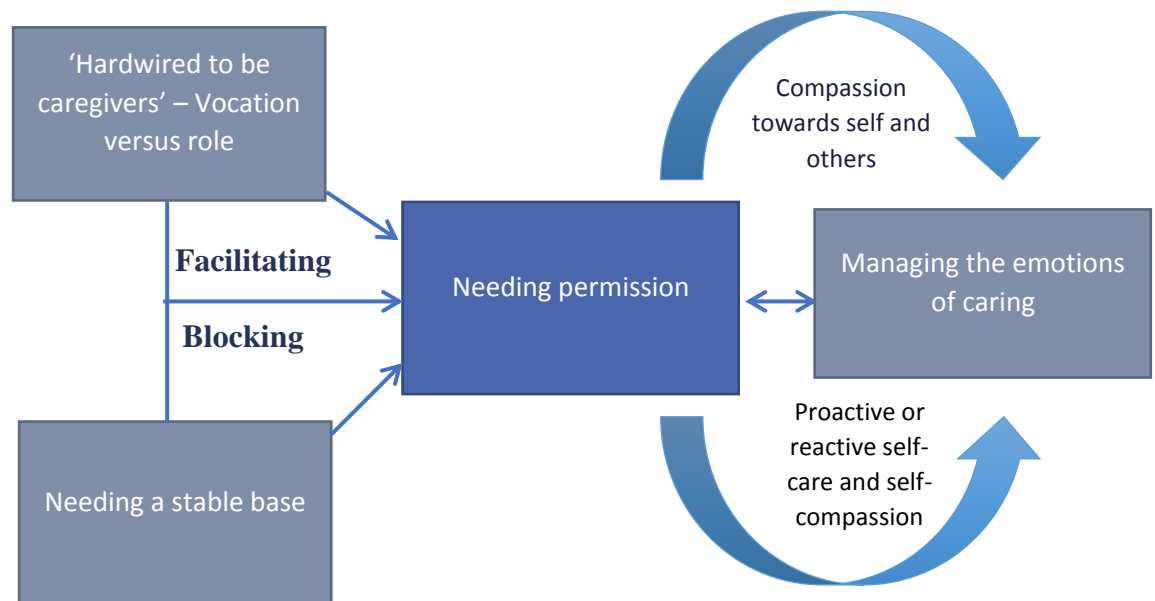 ‘Hardwired to be
caregivers’ – Vocation
versus role
Facilitating
Blocking
Needing a stable base
Needing permission
Compassion
towards self and
others
Managing the emotions
of caring
Proactive or
reactive self-
care and self-
compassion